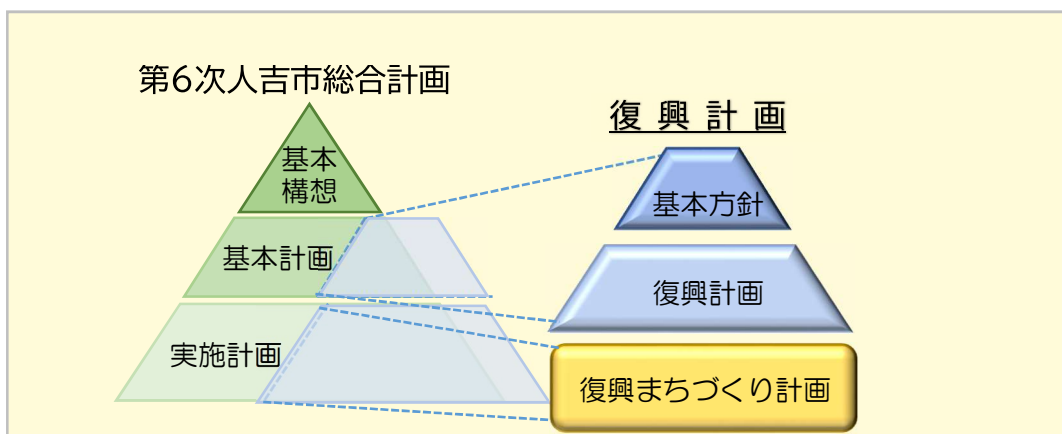 第6次人吉市総合計画
基本
構想
基本計画
実施計画
復興計画
基本方針
復興計画
復興まちづくり計画